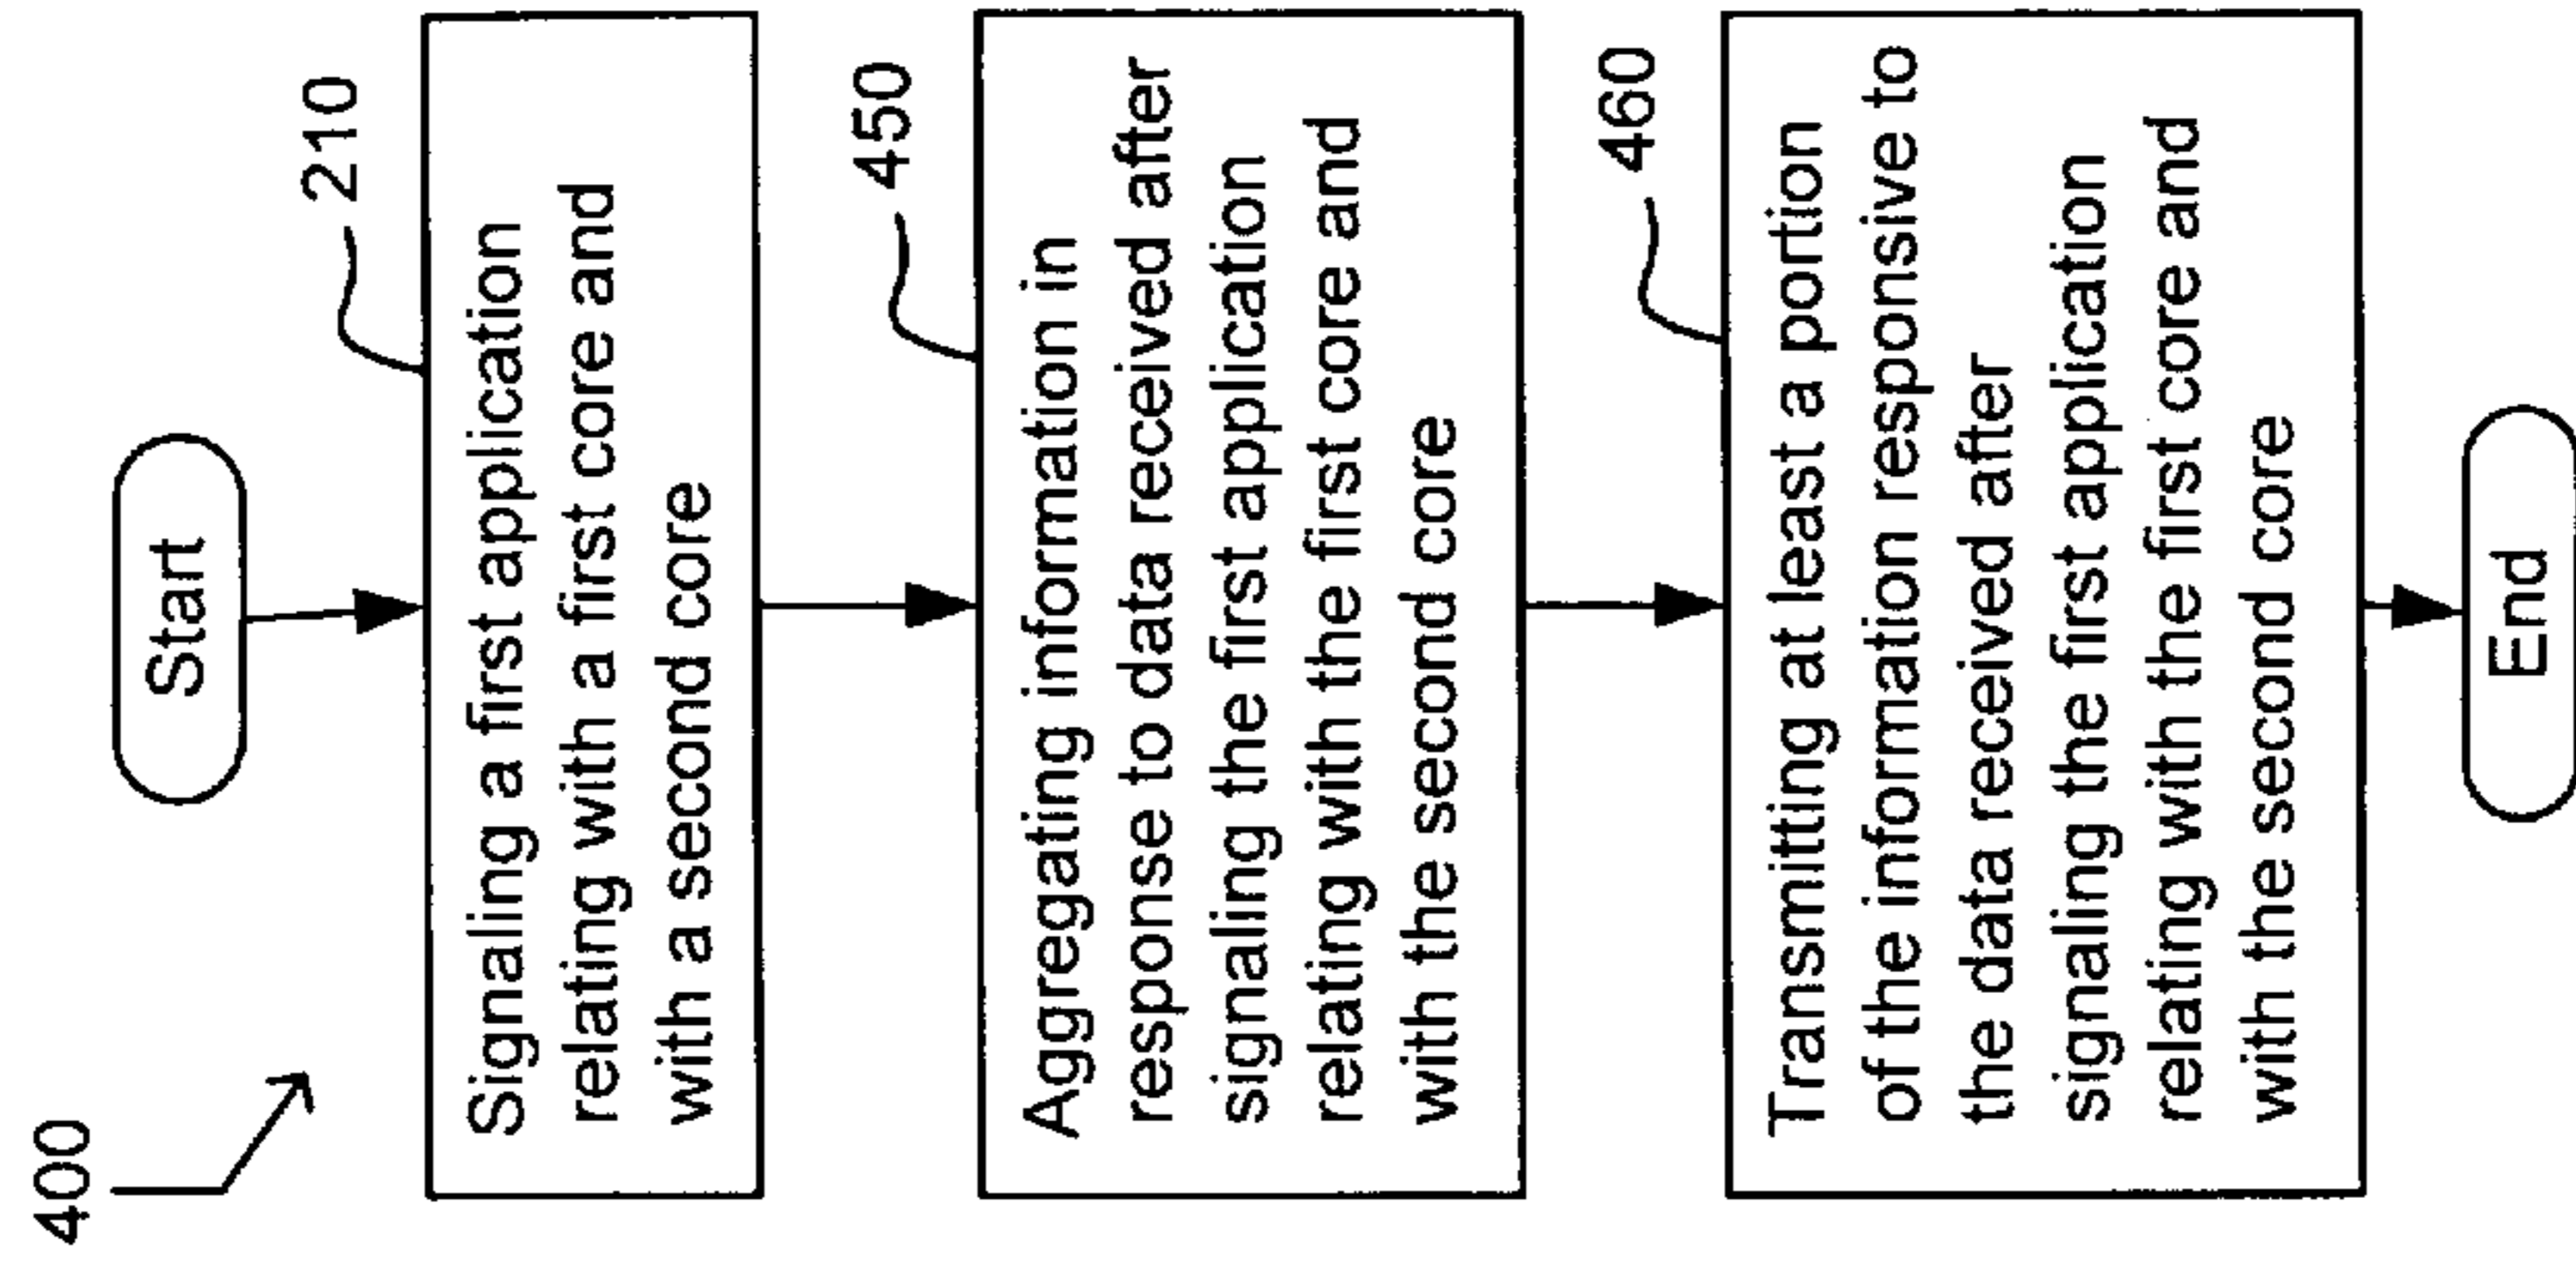 400
Start
210
Signaling a first application
relating with a first core and
with a second core
450
Aggregating information in
response to data received after
signaling the first application
relating with the first core and
with the second core
460
Transmitting at least a portion
of the information responsive to
the data received after
signaling the first application
relating with the first core and
with the second core
End